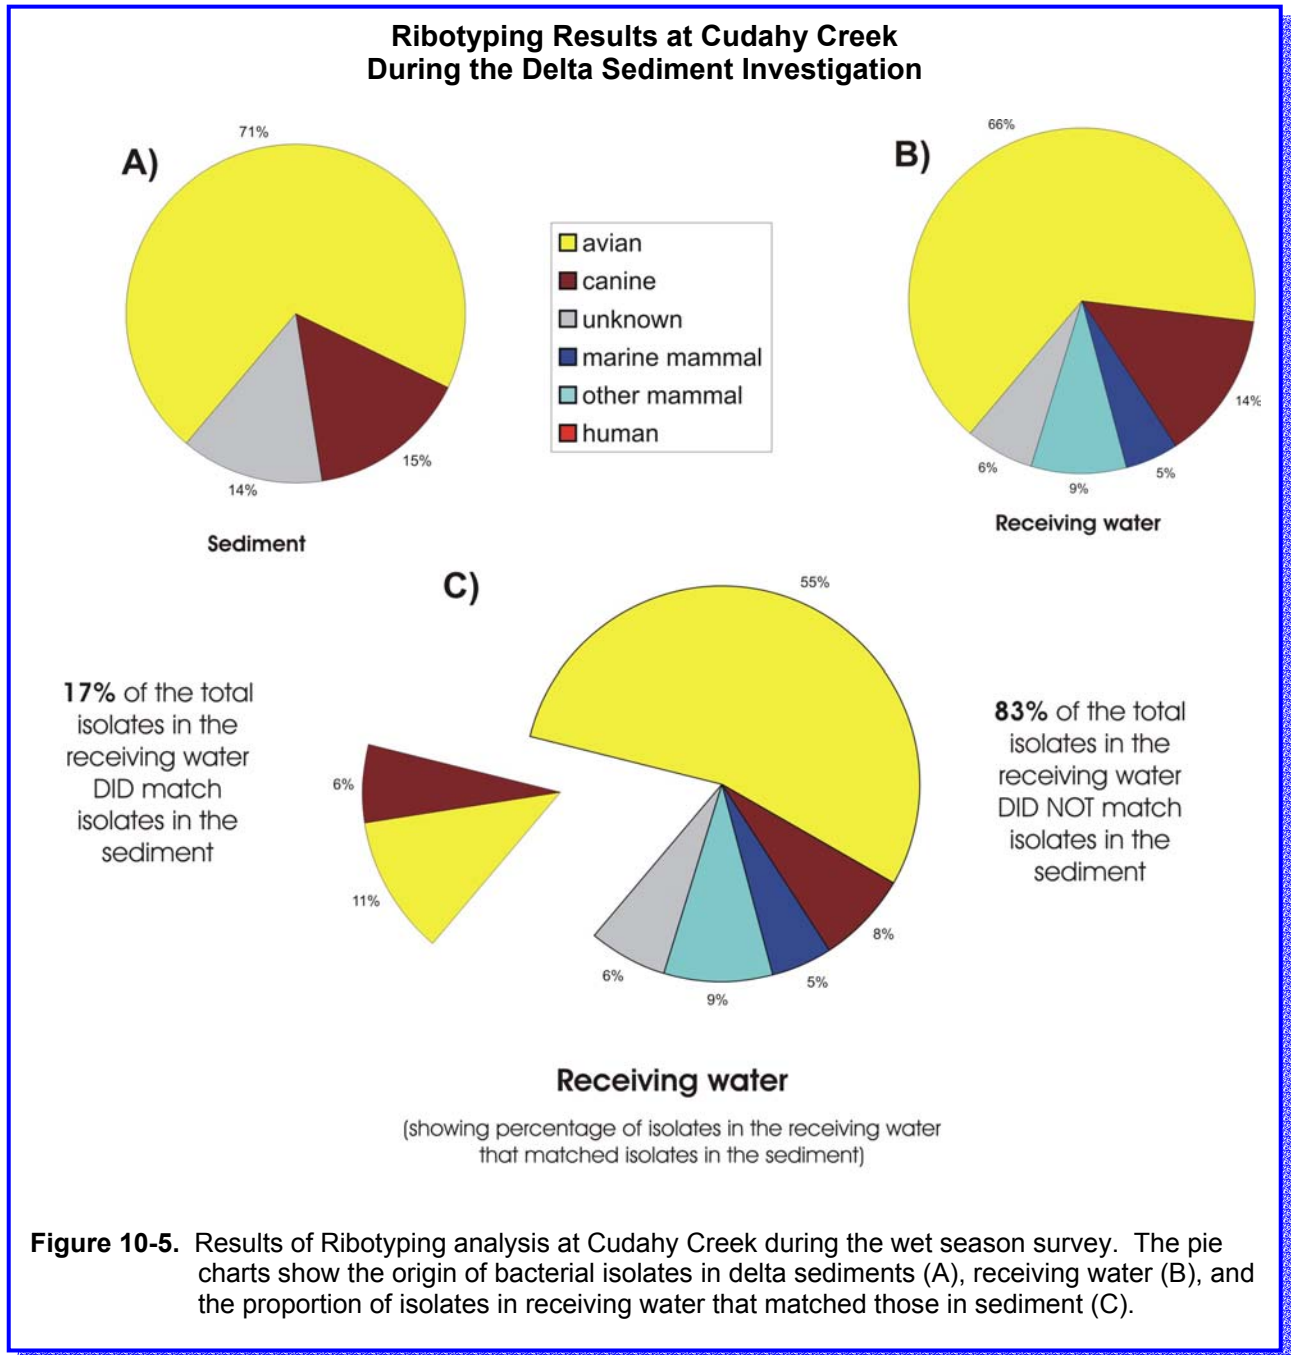 Ribotyping Results at Cudahy Creek
During the Delta Sediment Investigation
A)
71%
15%
14%
Sediment
avian
canine
unknown
marine mammal
other mammal
human
B)
66%
14%
5%
9%
6%
Receiving water
C)
55%
8%
5%
9%
6%
6%
11%
17% of the total
isolates in the
receiving water
DID match
isolates in the
sediment
83% of the total
isolates in the
receiving water
DID NOT match
isolates in the
sediment
Receiving water
(showing percentage of isolates in the receiving water
that matched isolates in the sediment)
Figure 10-5. Results of Ribotyping analysis at Cudahy Creek during the wet season survey. The pie
charts show the origin of bacterial isolates in delta sediments (A), receiving water (B), and
the proportion of isolates in receiving water that matched those in sediment (C).